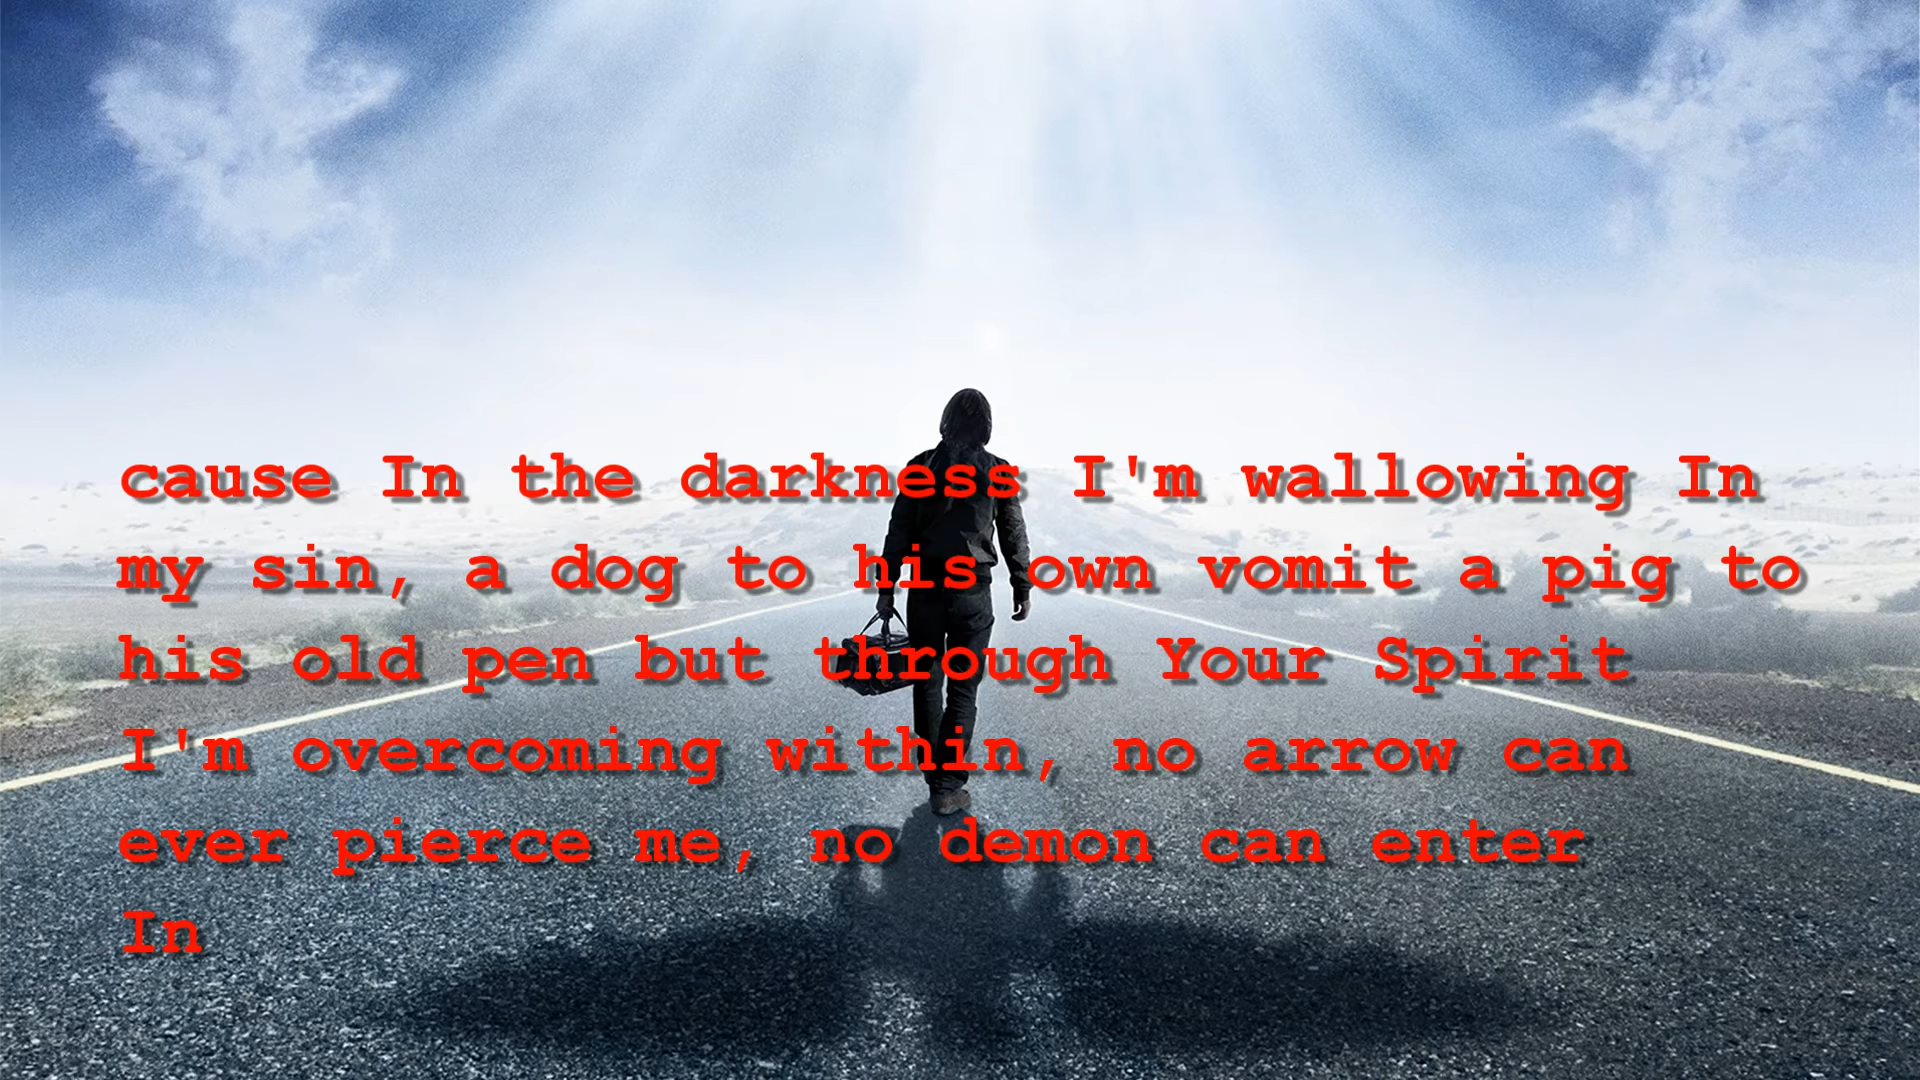 cause In the darkness I'm wallowing In
my sin, a dog to his own vomit a pig to
his old pen but through Your Spirit
I'm overcoming within, no arrow can
ever pierce me, no demon can enter
In